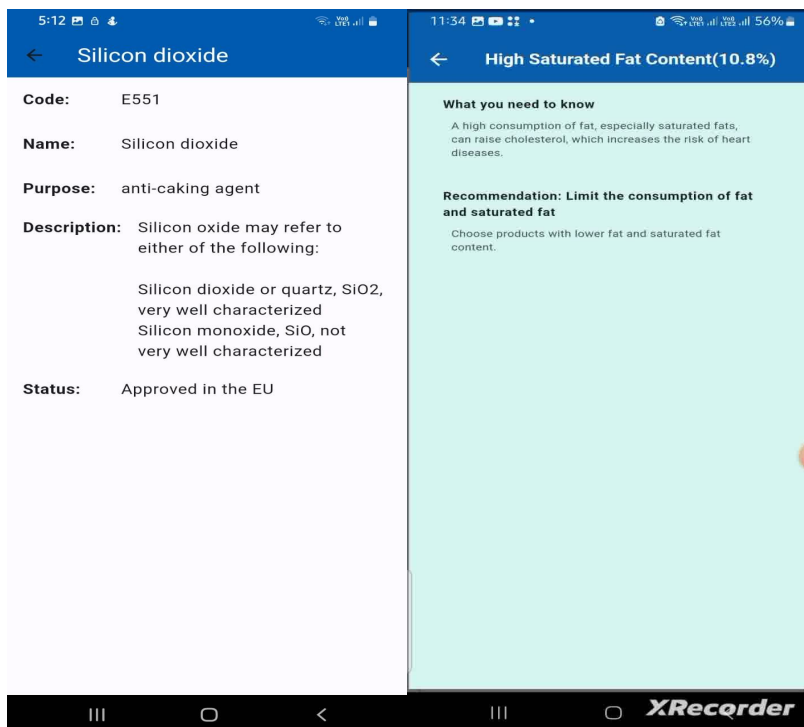 5:12
Silicon dioxide
Code: E551
Name: Silicon dioxide
Purpose: anti-caking agent
Description: Silicon oxide may refer to
either of the following:
Silicon dioxide or quartz, SiO2,
very well characterized
Silicon monoxide, SiO, not
very well characterized
Status: Approved in the EU
11:34 56%
High Saturated Fat Content(10.8%)
What you need to know
A high consumption of fat, especially saturated fats,
can raise cholesterol, which increases the risk of heart
diseases.
Recommendation: Limit the consumption of fat
and saturated fat
Choose products with lower fat and saturated fat
content.
XRecorder